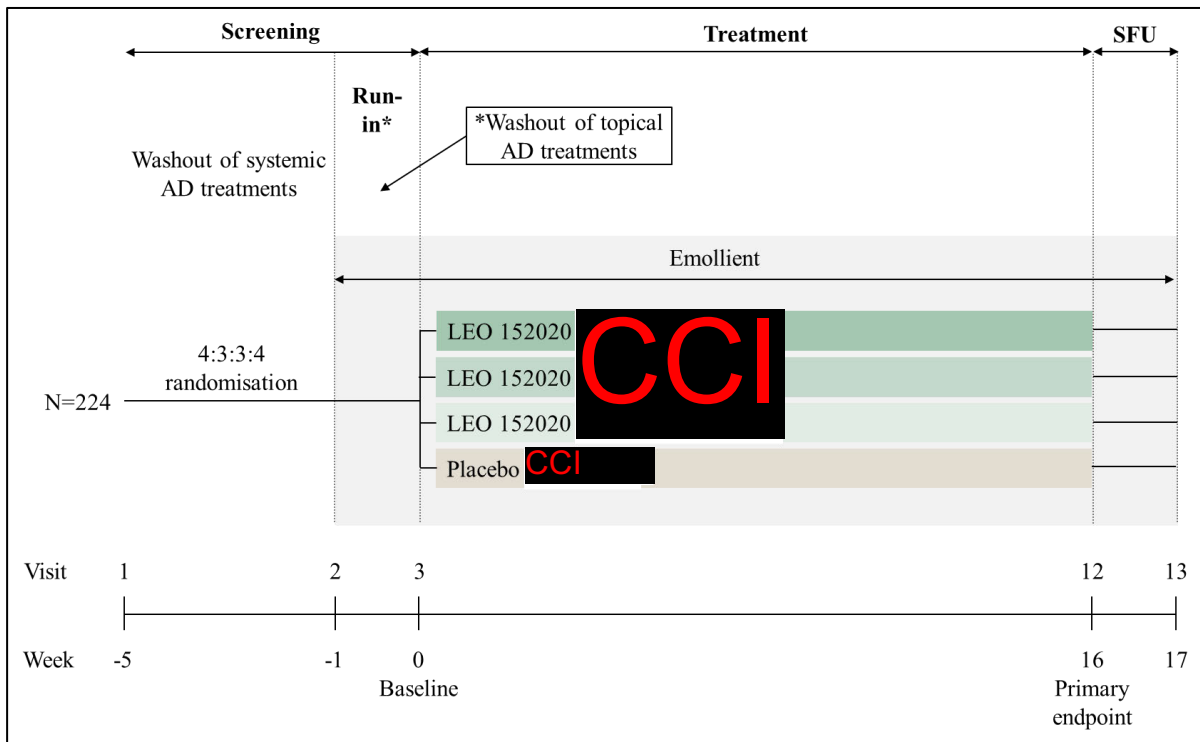 Screening
Treatment
SFU
Run-
in*
*Washout of topical
AD treatments
Washout of systemic
AD treatments
Emollient
LEO 152020
CCI
4:3:3:4
randomisation
LEO 152020
N=224
LEO 152020
Placebo CCI
Visit 1 2 3 12 13
Week -5 -1 0 16 17
Baseline
Primary
endpoint